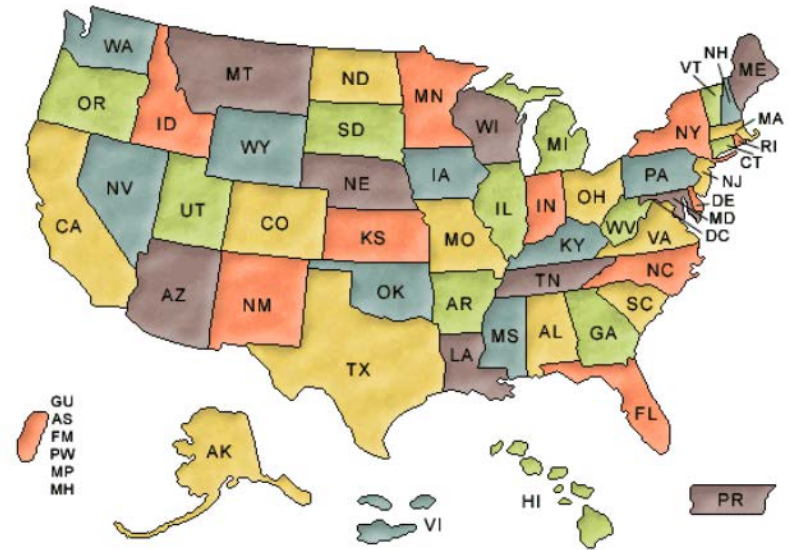 WA
MT
ND
MN
OR
ID
SD
WI
MI
VT
NH
ME
WY
NY
MA
RI
CT
NV
NE
IA
PA
NJ
UT
CO
IL
IN
OH
DE
MD
DC
CA
KS
MO
KY
WV
VA
AZ
NM
OK
AR
TN
NC
SC
TX
LA
MS
AL
GA
FL
GU
AS
FM
PW
MP
MH
AK
VI
HI
PR